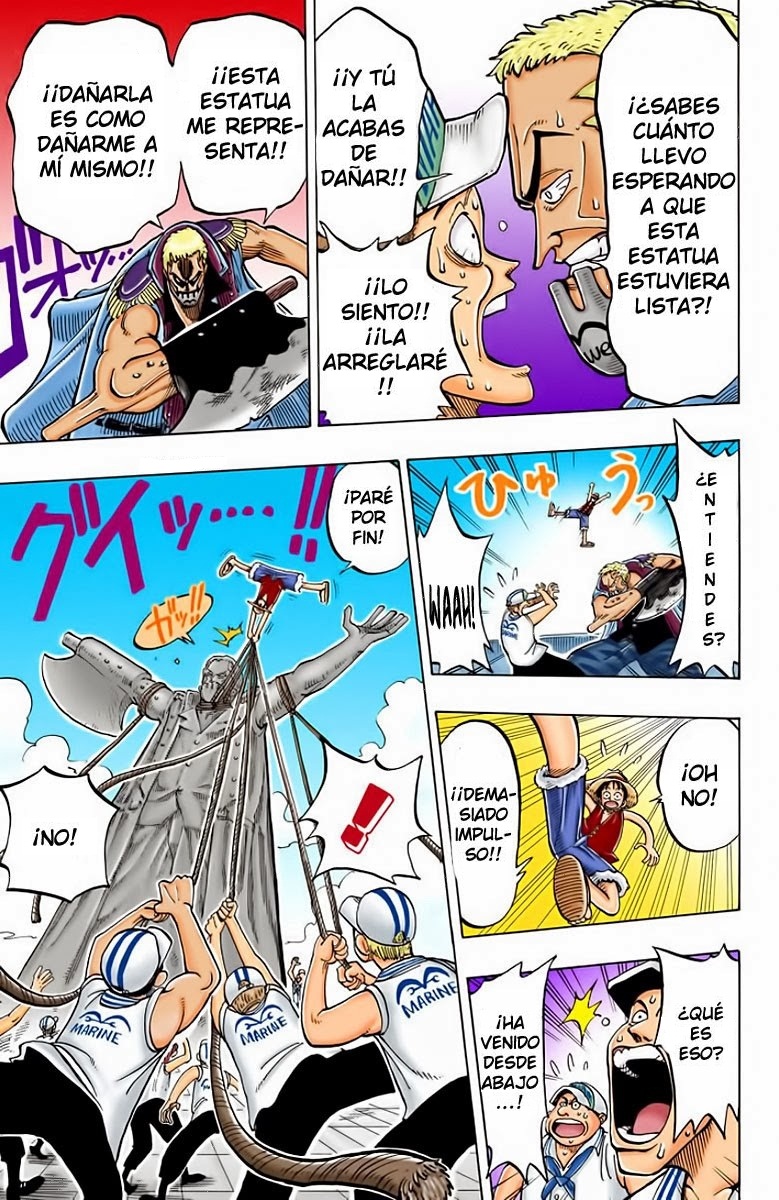 ¡¿SABES
CUÁNTO
LLEVO
ESPERANDO
A QUE
ESTA
ESTATUA
ESTUVIERA
LISTA?!
¡¡Y TÚ
LA
ACABAS
DE
DAÑAR!!
¡¡LO
SIENTO!!
¡¡LA
ARREGLARÉ
!!
¡¡ESTA
ESTATUA
ME REPRE-
SENTA!!
¡¡DAÑARLA
ES COMO
DAÑARME A
MÍ MISMO!!
¿ENTIENDES?
ひゅうっ
WAAH!
¡OH
NO!
¡¡DEMA-
SIADO
IMPUL-
SO!!
¿QUÉ
ES
ESO?
¡HA
VENIDO
DESDE
ABAJO
...!
¡PARÉ
POR
FIN!
グイッ....!!
ガッ!!
!
¡NO!
MARINE
MARINE
MARINE
MARINE